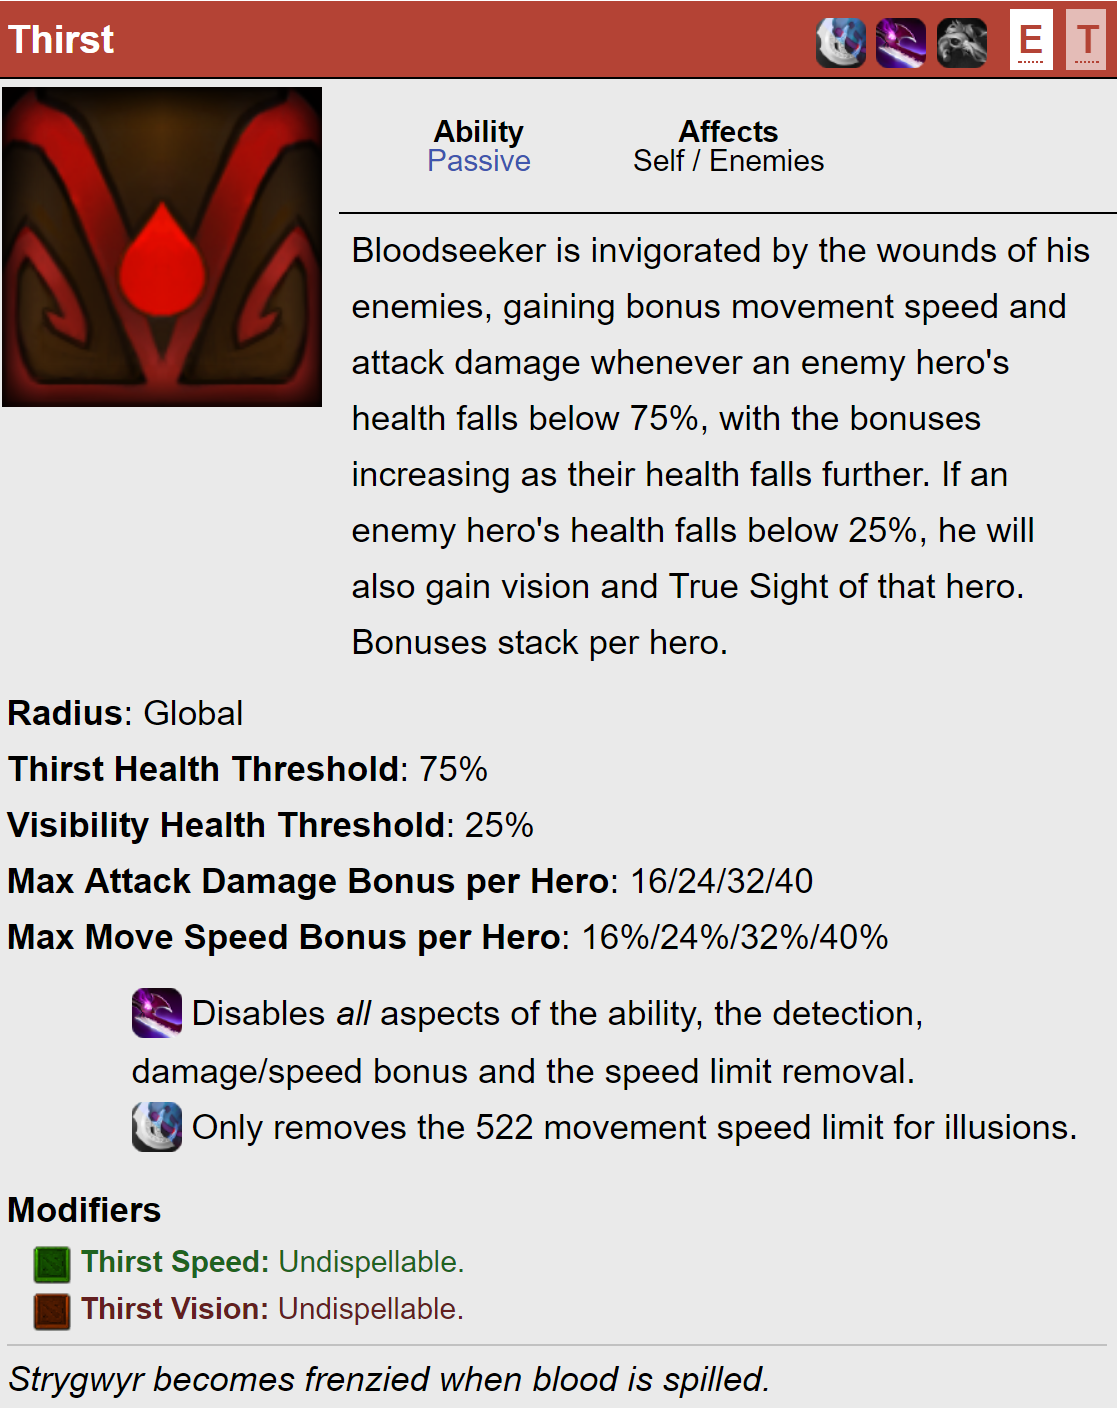 Thirst
E T
Ability
Passive
Affects
Self / Enemies
Bloodseeker is invigorated by the wounds of his
enemies, gaining bonus movement speed and
attack damage whenever an enemy hero's
health falls below 75%, with the bonuses
increasing as their health falls further. If an
enemy hero's health falls below 25%, he will
also gain vision and True Sight of that hero.
Bonuses stack per hero.
Radius: Global
Thirst Health Threshold: 75%
Visibility Health Threshold: 25%
Max Attack Damage Bonus per Hero: 16/24/32/40
Max Move Speed Bonus per Hero: 16%/24%/32%/40%
Disables all aspects of the ability, the detection,
damage/speed bonus and the speed limit removal.
Only removes the 522 movement speed limit for illusions.
Modifiers
Thirst Speed: Undispellable.
Thirst Vision: Undispellable.
Strygwyr becomes frenzied when blood is spilled.